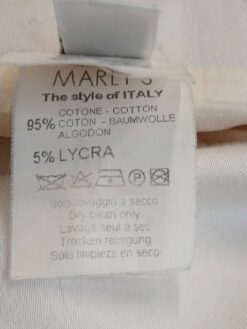 MARLY'S
The style of ITALY
COTONE - COTTON
95% COTON - BAUMWOLLE
ALGODON
5% LYCRA
Solo lavaggio a secco
Dry clean only
Lavage seul à sec
Trocken reinigung
Solo limpieza en seco